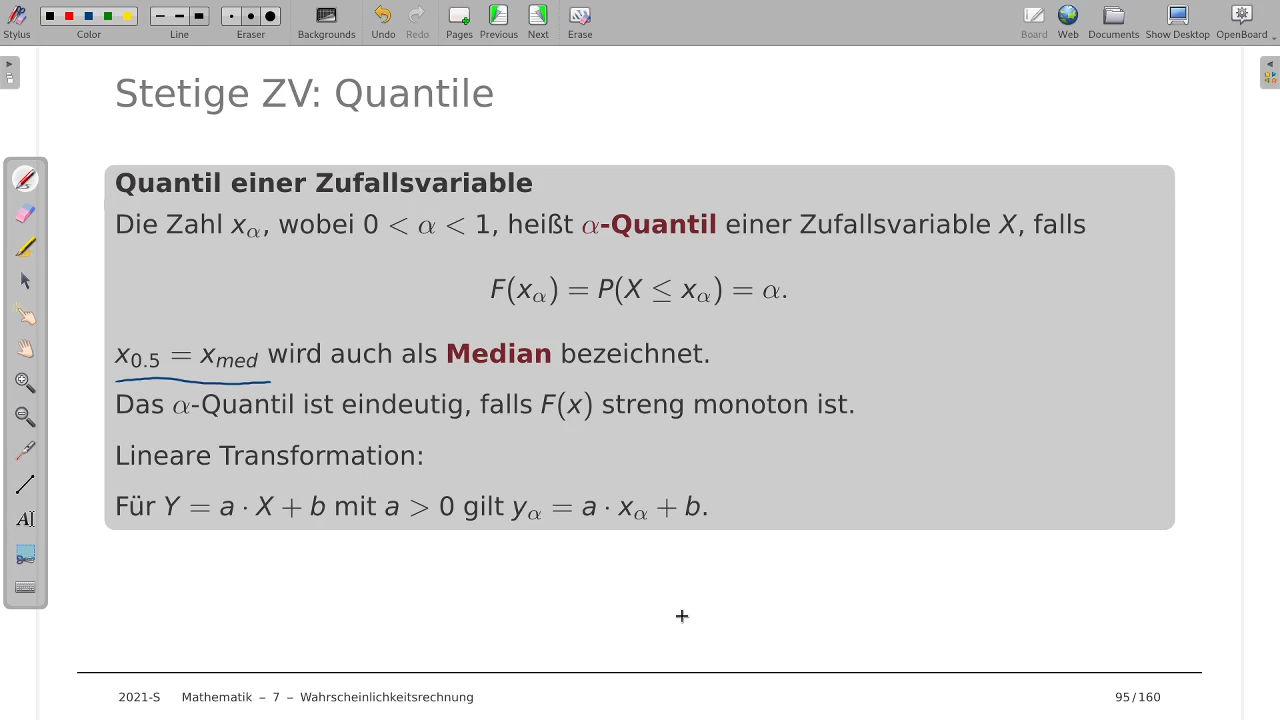 Stylus Color Line Eraser Backgrounds Undo Redo Pages Previous Next Erase Board Web Documents Show Desktop OpenBoard
Stetige ZV: Quantile
Quantil einer Zufallsvariable
Die Zahl x_α, wobei 0 < α < 1, heißt α-Quantil einer Zufallsvariable X, falls
F(x_α) = P(X ≤ x_α) = α.
x_0.5 = x_med wird auch als Median bezeichnet.
Das α-Quantil ist eindeutig, falls F(x) streng monoton ist.
Lineare Transformation:
Für Y = a · X + b mit a > 0 gilt y_α = a · x_α + b.
2021-S Mathematik – 7 – Wahrscheinlichkeitsrechnung 95/160